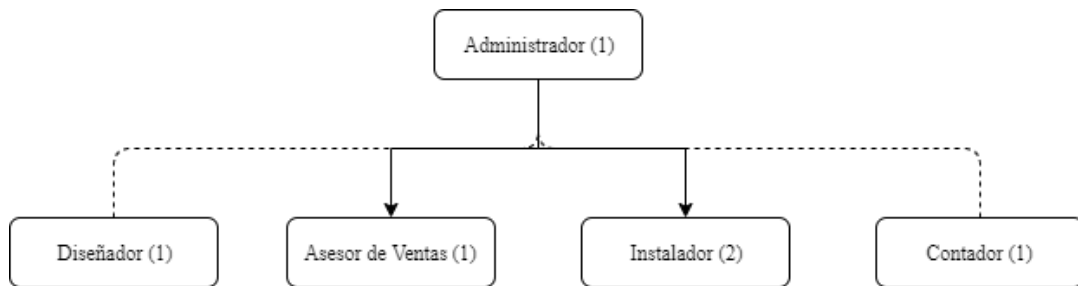 Administrador (1)
Diseñador (1)
Asesor de Ventas (1)
Instalador (2)
Contador (1)